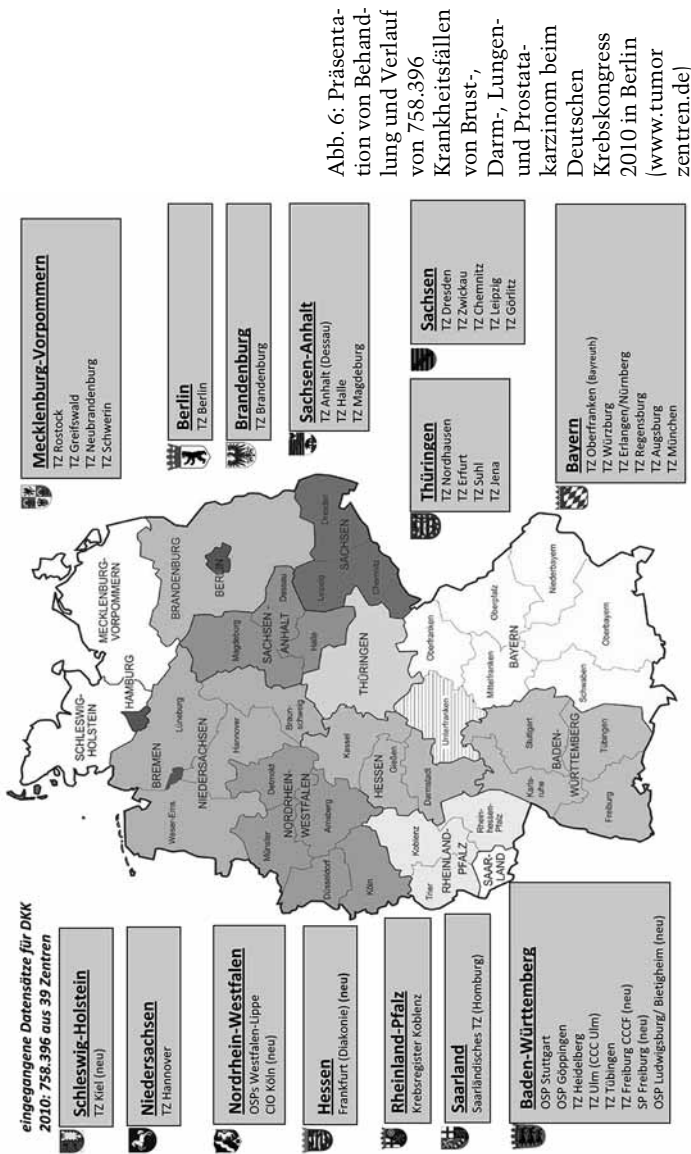 eingegangene Datensätze für DKK
2010: 758.396 aus 39 Zentren
Schleswig-Holstein
TZ Kiel (neu)
Niedersachsen
TZ Hannover
Nordrhein-Westfalen
OSPs Westfalen-Lippe
CIO Köln (neu)
Hessen
Frankfurt (Diakonie) (neu)
Rheinland-Pfalz
Krebsregister Koblenz
Saarland
Saarländisches TZ (Homburg)
Baden-Württemberg
OSP Stuttgart
OSP Göppingen
TZ Heidelberg
TZ Ulm (CCC Ulm)
TZ Tübingen
TZ Freiburg CCCF (neu)
SP Freiburg (neu)
OSP Ludwigsburg/ Bietigheim (neu)
SCHLESWIG-
HOLSTEIN
HAMBURG
MECKLENBURG-
VORPOMMERN
BREMEN
Lüneburg
Weser-Ems
NIEDERSACHSEN
Hannover
Braun-
schweig
BRANDENBURG
BERLIN
Magdeburg
SACHSEN -
ANHALT
Dessau
Halle
Münster
Detmold
NORDRHEIN-
WESTFALEN
Düsseldorf
Arnsberg
Köln
Kassel
HESSEN
Gießen
Darmstadt
THÜRINGEN
Leipzig
Dresden
SACHSEN
Chemnitz
Koblenz
Trier
RHEINLAND-
PFALZ
Rhein-
hessen-
Pfalz
SAAR-
LAND
Unterfranken
Oberfranken
Mittelfranken
Oberpfalz
BAYERN
Niederbayern
Schwaben
Oberbayern
Karls-
ruhe
Stuttgart
BADEN-
WÜRTTEMBERG
Freiburg
Tübingen
Mecklenburg-Vorpommern
TZ Rostock
TZ Greifswald
TZ Neubrandenburg
TZ Schwerin
Berlin
TZ Berlin
Brandenburg
TZ Brandenburg
Sachsen-Anhalt
TZ Anhalt (Dessau)
TZ Halle
TZ Magdeburg
Thüringen
TZ Nordhausen
TZ Erfurt
TZ Suhl
TZ Jena
Sachsen
TZ Dresden
TZ Zwickau
TZ Chemnitz
TZ Leipzig
TZ Görlitz
Bayern
TZ Oberfranken (Bayreuth)
TZ Würzburg
TZ Erlangen/Nürnberg
TZ Regensburg
TZ Augsburg
TZ München
Abb. 6: Präsenta-
tion von Behand-
lung und Verlauf
von 758.396
Krankheitsfällen
von Brust-,
Darm-, Lungen-
und Prostata-
karzinom beim
Deutschen
Krebskongress
2010 in Berlin
(www.tumor
zentren.de)